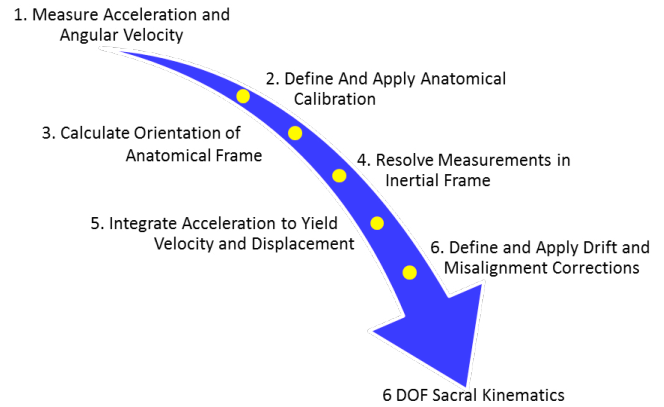 1. Measure Acceleration and
Angular Velocity
2. Define And Apply Anatomical
Calibration
3. Calculate Orientation of
Anatomical Frame
4. Resolve Measurements in
Inertial Frame
5. Integrate Acceleration to Yield
Velocity and Displacement
6. Define and Apply Drift and
Misalignment Corrections
6 DOF Sacral Kinematics